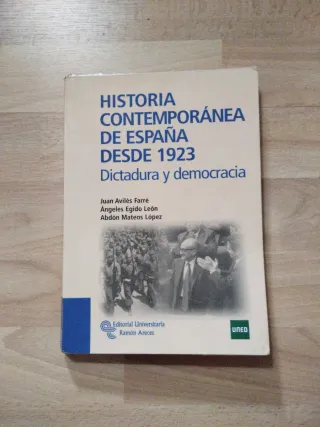 HISTORIA
CONTEMPORÁNEA
DE ESPAÑA
DESDE 1923
Dictadura y democracia
Juan Avilés Farré
Ángeles Egido León
Abdón Mateos López
Editorial Universitaria
Ramón Areces
UNED